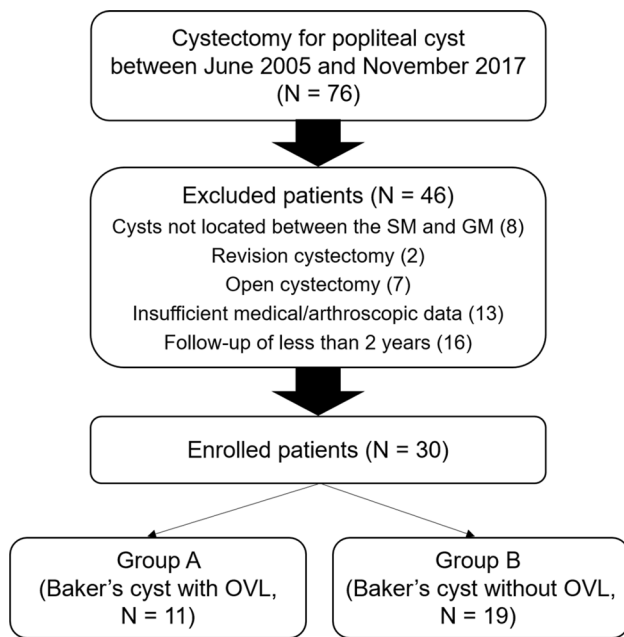 Cystectomy for popliteal cyst
between June 2005 and November 2017
(N = 76)
Excluded patients (N = 46)
Cysts not located between the SM and GM (8)
Revision cystectomy (2)
Open cystectomy (7)
Insufficient medical/arthroscopic data (13)
Follow-up of less than 2 years (16)
Enrolled patients (N = 30)
Group A
(Baker's cyst with OVL,
N = 11)
Group B
(Baker's cyst without OVL,
N = 19)